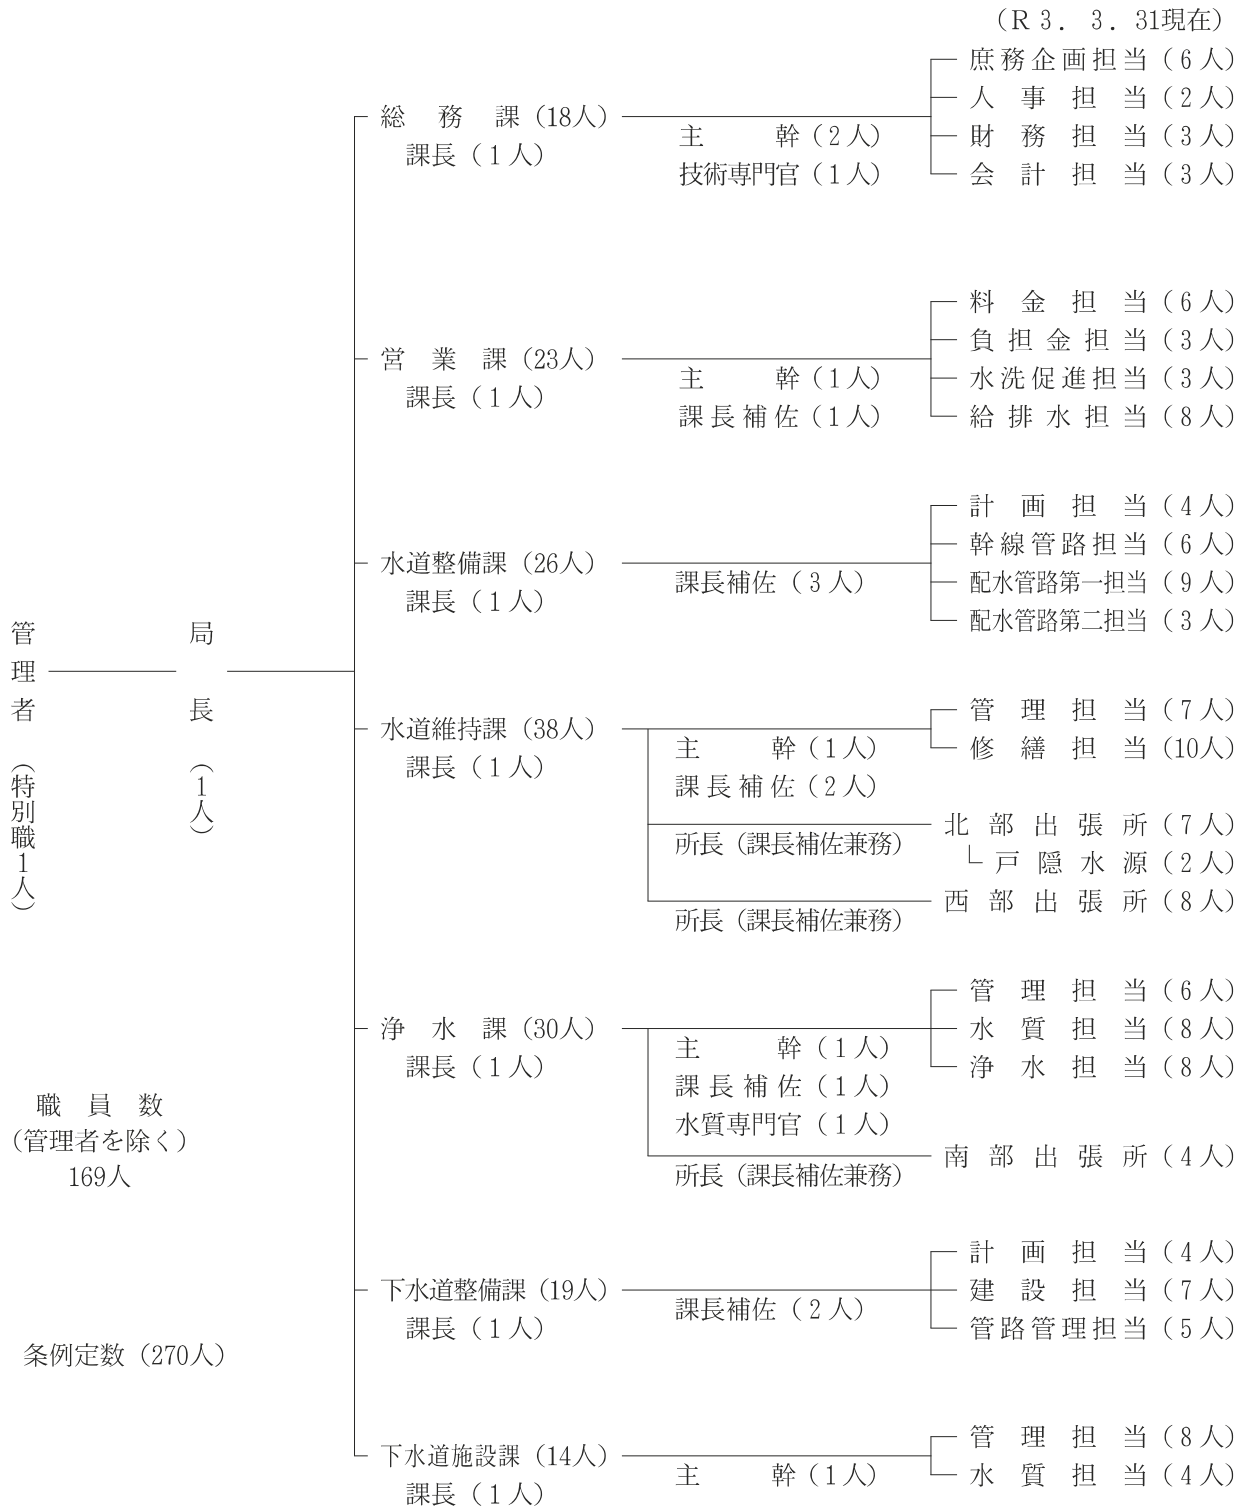 （Ｒ３．３．31現在）
庶務企画担当（６人）
人事担当（２人）
総務課（18人）
主幹（２人）
財務担当（３人）
課長（１人）
技術専門官（１人）
会計担当（３人）
料金担当（６人）
負担金担当（３人）
営業課（23人）
主幹（１人）
水洗促進担当（３人）
課長（１人）
課長補佐（１人）
給排水担当（８人）
計画担当（４人）
幹線管路担当（６人）
水道整備課（26人）
課長補佐（３人）
配水管路第一担当（９人）
課長（１人）
配水管路第二担当（３人）
管理者（特別職１人）
局長（１人）
管理担当（７人）
水道維持課（38人）
主幹（１人）
修繕担当（10人）
課長（１人）
課長補佐（２人）
所長（課長補佐兼務）
北部出張所（７人）
戸隠水源（２人）
所長（課長補佐兼務）
西部出張所（８人）
管理担当（６人）
浄水課（30人）
水質担当（８人）
課長（１人）
主幹（１人）
浄水担当（８人）
課長補佐（１人）
水質専門官（１人）
所長（課長補佐兼務）
南部出張所（４人）
職員数
（管理者を除く）
169人
計画担当（４人）
下水道整備課（19人）
建設担当（７人）
課長（１人）
課長補佐（２人）
管路管理担当（５人）
条例定数（270人）
管理担当（８人）
下水道施設課（14人）
主幹（１人）
水質担当（４人）
課長（１人）